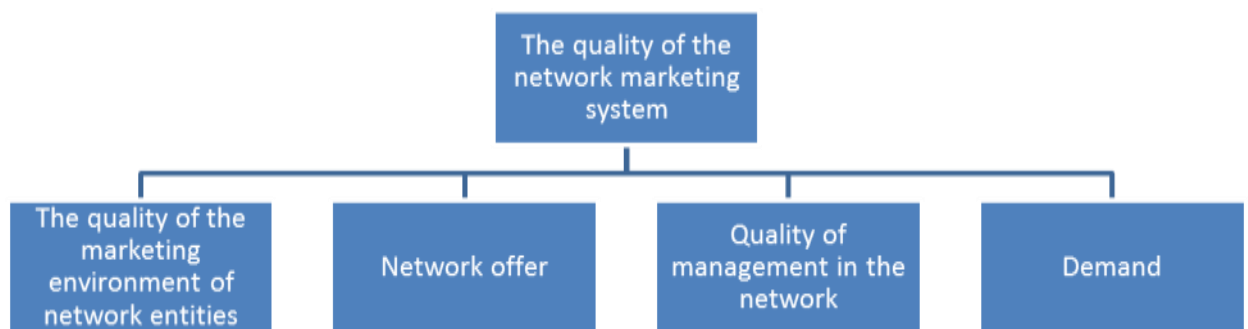 The quality of the
network marketing
system
The quality of the
marketing
environment of
network entities
Network offer
Quality of
management in the
network
Demand